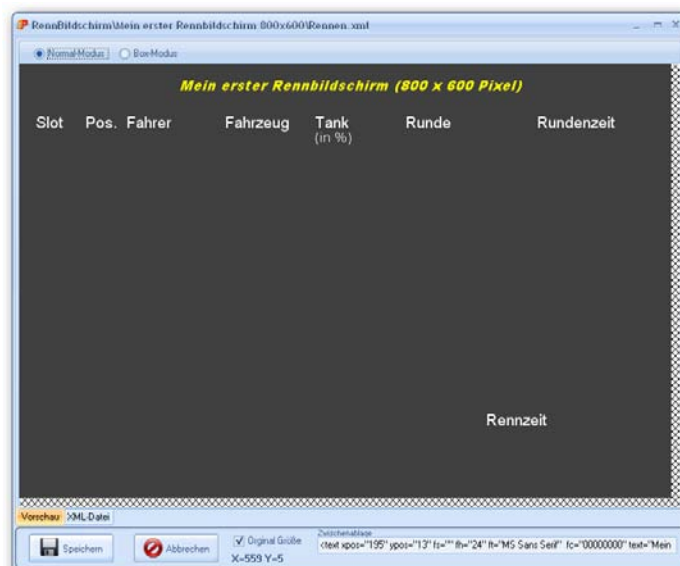 RennBildschirm\Mein erster Rennbildschirm 800x600\Rennen.xml
Normal-Modus Box-Modus
Mein erster Rennbildschirm (800 x 600 Pixel)
Slot Pos. Fahrer Fahrzeug Tank Runde Rundenzeit
(in %)
Rennzeit
Vorschau XML-Datei
Zwischenablage
Speichern Abbrechen Orginal Größe <text xpos="195" ypos="13" fs="" fh="24" ft="MS Sans Serif" fc="00000000" text="Mein
X=559 Y=5